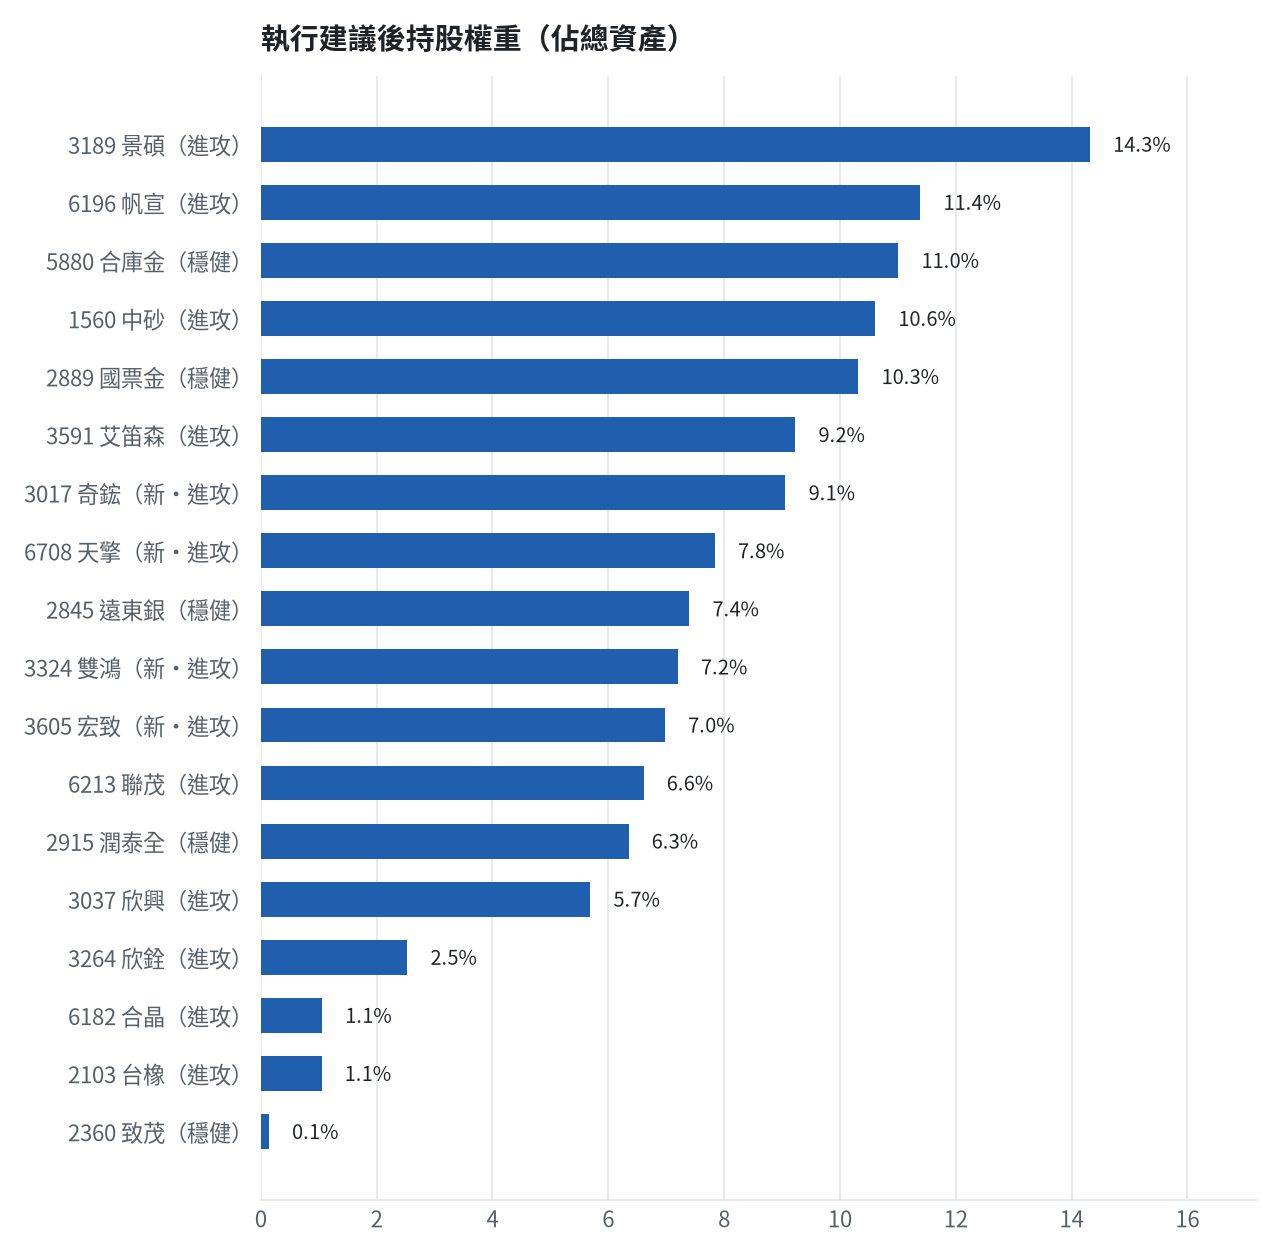 執行建議後持股權重（佔總資產）
3189 景碩（進攻） 14.3%
6196 帆宣（進攻） 11.4%
5880 合庫金（穩健） 11.0%
1560 中砂（進攻） 10.6%
2889 國票金（穩健） 10.3%
3591 艾笛森（進攻） 9.2%
3017 奇鋐（新・進攻） 9.1%
6708 天擎（新・進攻） 7.8%
2845 遠東銀（穩健） 7.4%
3324 雙鴻（新・進攻） 7.2%
3605 宏致（新・進攻） 7.0%
6213 聯茂（進攻） 6.6%
2915 潤泰全（穩健） 6.3%
3037 欣興（進攻） 5.7%
3264 欣銓（進攻） 2.5%
6182 合晶（進攻） 1.1%
2103 台橡（進攻） 1.1%
2360 致茂（穩健） 0.1%
0 2 4 6 8 10 12 14 16